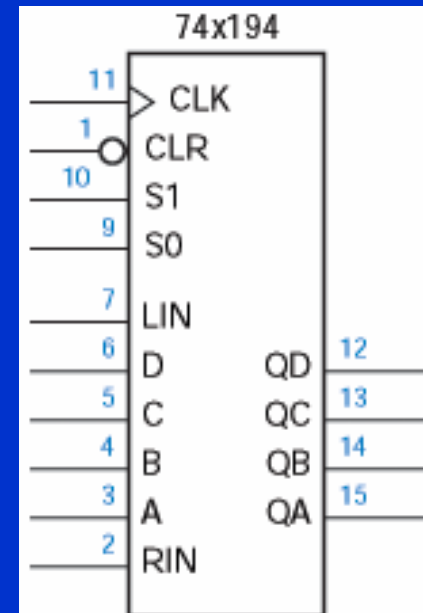 74x194
11 CLK
1 CLR
10 S1
9 S0
7 LIN
6 D QD 12
5 C QC 13
4 B QB 14
3 A QA 15
2 RIN